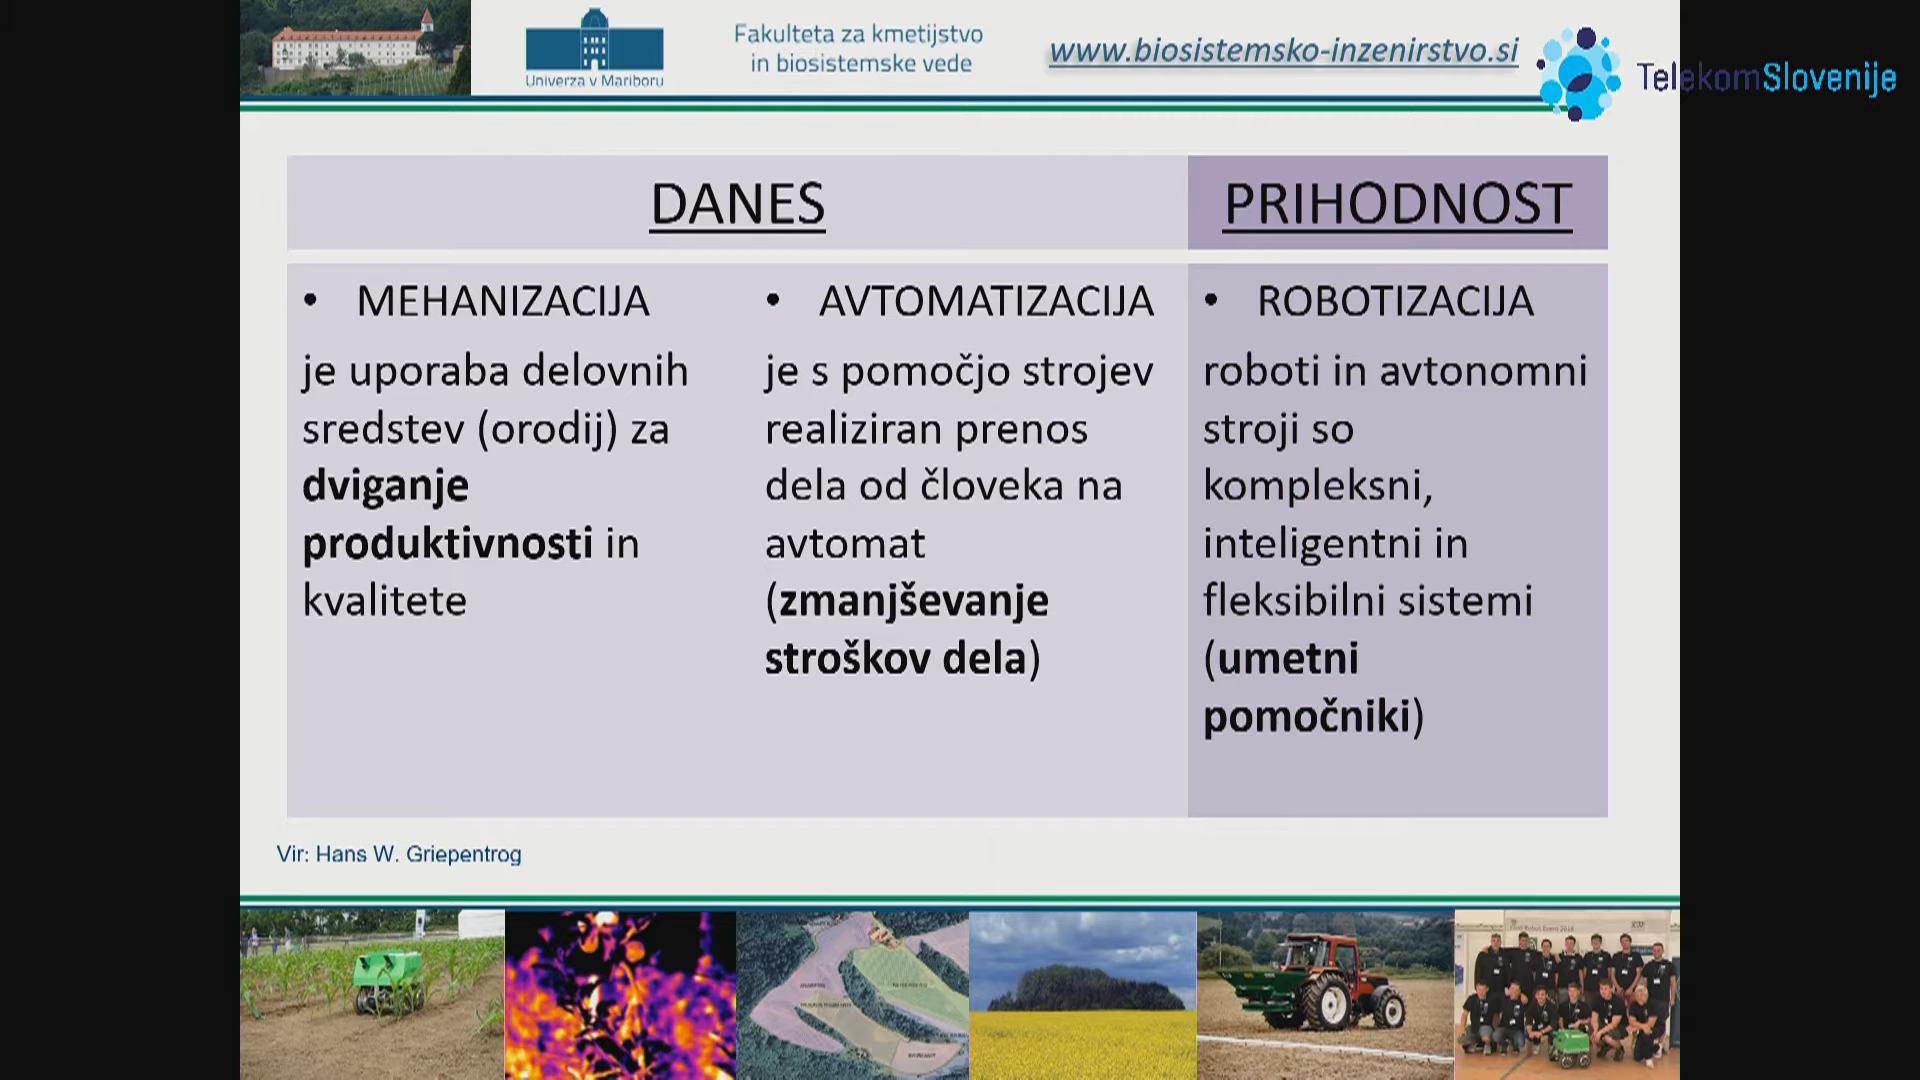 Univerza v Mariboru
Fakulteta za kmetijstvo
in biosistemske vede
www.biosistemsko-inzenirstvo.si
TelekomSlovenije
DANES
PRIHODNOST
• MEHANIZACIJA
je uporaba delovnih
sredstev (orodij) za
dviganje
produktivnosti in
kvalitete
• AVTOMATIZACIJA
je s pomočjo strojev
realiziran prenos
dela od človeka na
avtomat
(zmanjševanje
stroškov dela)
• ROBOTIZACIJA
roboti in avtonomni
stroji so
kompleksni,
inteligentni in
fleksibilni sistemi
(umetni
pomočniki)
Vir: Hans W. Griepentrog